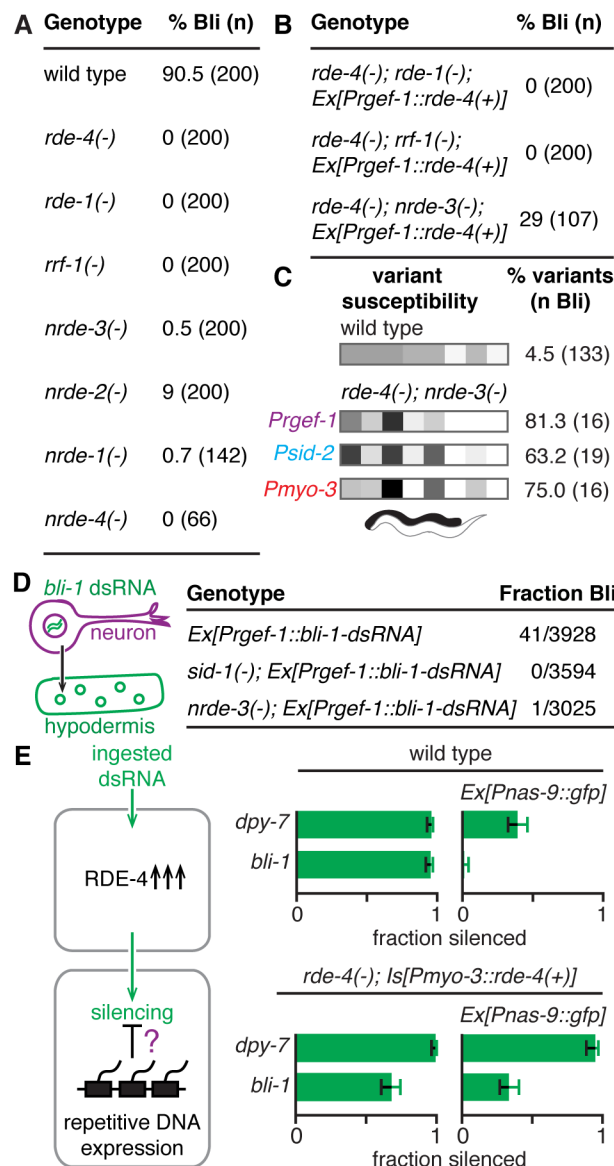 A Genotype % Bli (n)
wild type 90.5 (200)
rde-4(-) 0 (200)
rde-1(-) 0 (200)
rrf-1(-) 0 (200)
nrde-3(-) 0.5 (200)
nrde-2(-) 9 (200)
nrde-1(-) 0.7 (142)
nrde-4(-) 0 (66)
B Genotype % Bli (n)
rde-4(-); rde-1(-);
Ex[Prgef-1::rde-4(+)] 0 (200)
rde-4(-); rrf-1(-);
Ex[Prgef-1::rde-4(+)] 0 (200)
rde-4(-); nrde-3(-);
Ex[Prgef-1::rde-4(+)] 29 (107)
C variant % variants
susceptibility (n Bli)
wild type
4.5 (133)
rde-4(-); nrde-3(-)
Prgef-1 81.3 (16)
Psid-2 63.2 (19)
Pmyo-3 75.0 (16)
D bli-1 dsRNA
neuron
hypodermis
Genotype Fraction Bli
Ex[Prgef-1::bli-1-dsRNA] 41/3928
sid-1(-); Ex[Prgef-1::bli-1-dsRNA] 0/3594
nrde-3(-); Ex[Prgef-1::bli-1-dsRNA] 1/3025
E ingested
dsRNA
RDE-4
silencing
?
repetitive DNA
expression
wild type
Ex[Pnas-9::gfp]
dpy-7
bli-1
0 1 0 1
fraction silenced
rde-4(-); Is[Pmyo-3::rde-4(+)]
Ex[Pnas-9::gfp]
dpy-7
bli-1
0 1 0 1
fraction silenced